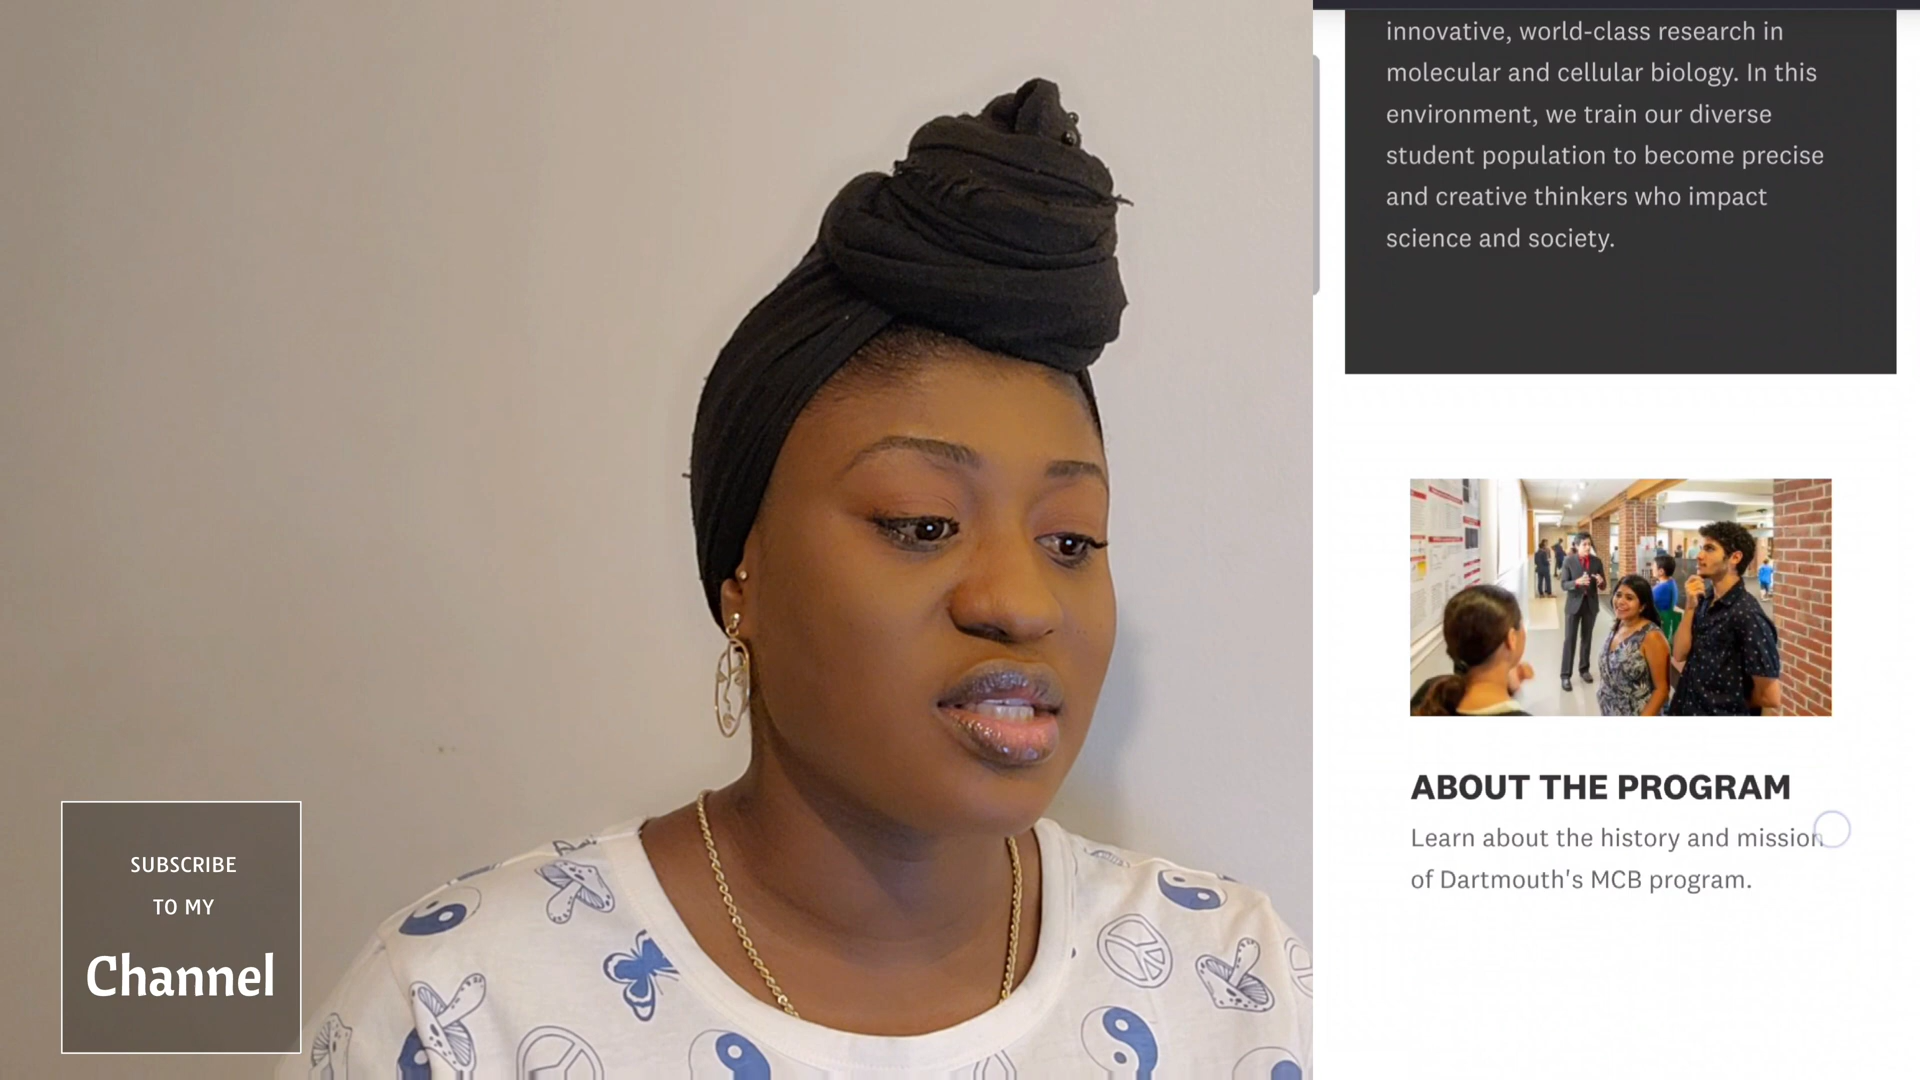 SUBSCRIBE
TO MY
Channel
innovative, world-class research in
molecular and cellular biology. In this
environment, we train our diverse
student population to become precise
and creative thinkers who impact
science and society.
ABOUT THE PROGRAM
Learn about the history and mission
of Dartmouth's MCB program.